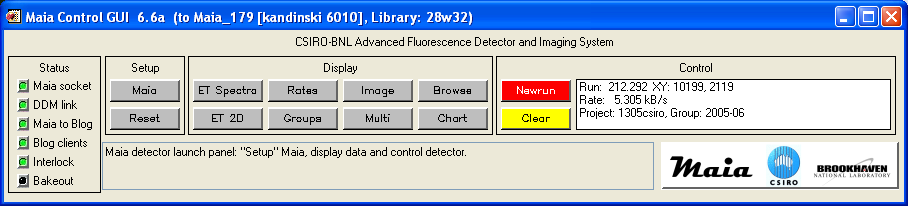 Maia Control GUI  6.6a  (to Maia_179 [kandinski 6010], Library: 28w32)
CSIRO-BNL Advanced Fluorescence Detector and Imaging System
Status
Maia socket
DDM link
Maia to Blog
Blog clients
Interlock
Bakeout
Setup
Maia
Reset
Display
ET Spectra Rates Image Browse
ET 2D Groups Multi Chart
Control
Newrun
Clear
Run:  212.292  XY: 10199, 2119
Rate:   5.305 kB/s
Project: 1305csiro, Group: 2005-06
Maia detector launch panel: "Setup" Maia, display data and control detector.
Maia
CSIRO
BROOKHAVEN
NATIONAL LABORATORY